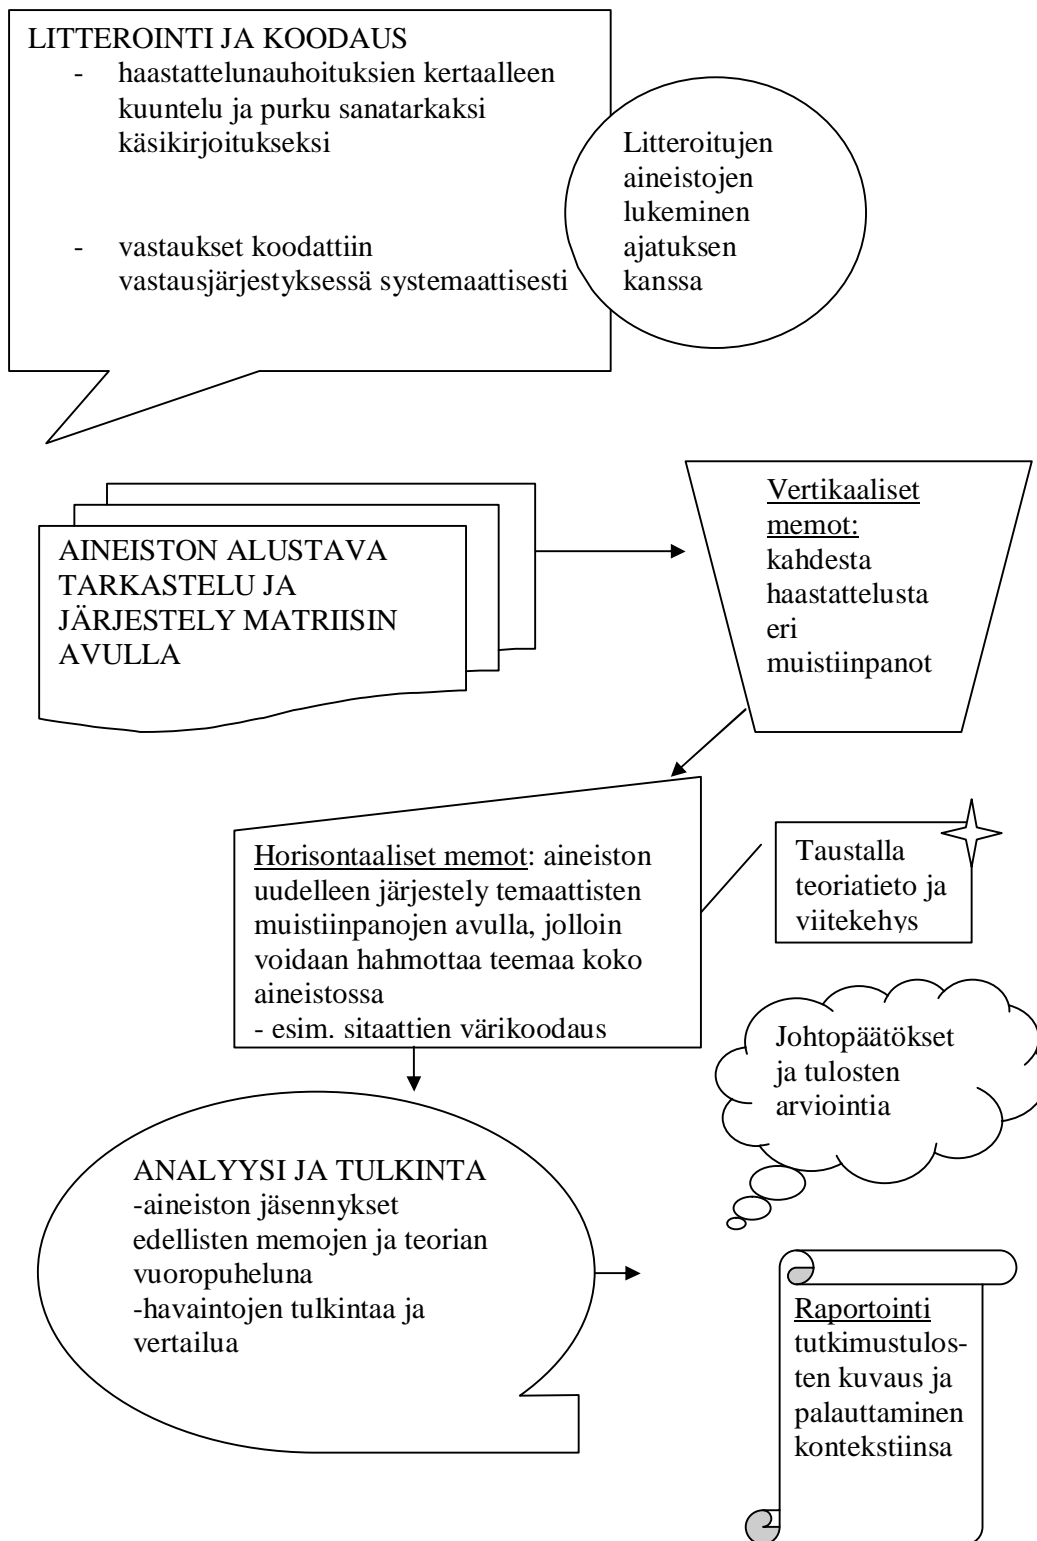 LITTEROINTI JA KOODAUS
- haastattelunauhoituksien kertaalleen
kuuntelu ja purku sanatarkaksi
käsikirjoitukseksi
- vastaukset koodattiin
vastausjärjestyksessä systemaattisesti
Litteroitujen
aineistojen
lukeminen
ajatuksen
kanssa
AINEISTON ALUSTAVA
TARKASTELU JA
JÄRJESTELY MATRIISIN
AVULLA
Vertikaaliset
memot:
kahdesta
haastattelusta
eri
muistiinpanot
Horisontaaliset memot: aineiston
uudelleen järjestely temaattisten
muistiinpanojen avulla, jolloin
voidaan hahmottaa teemaa koko
aineistossa
- esim. sitaattien värikoodaus
Taustalla
teoriatieto ja
viitekehys
Johtopäätökset
ja tulosten
arviointia
ANALYYSI JA TULKINTA
-aineiston jäsennykset
edellisten memojen ja teorian
vuoropuheluna
-havaintojen tulkintaa ja
vertailua
Raportointi
tutkimustulos-
ten kuvaus ja
palauttaminen
kontekstiinsa